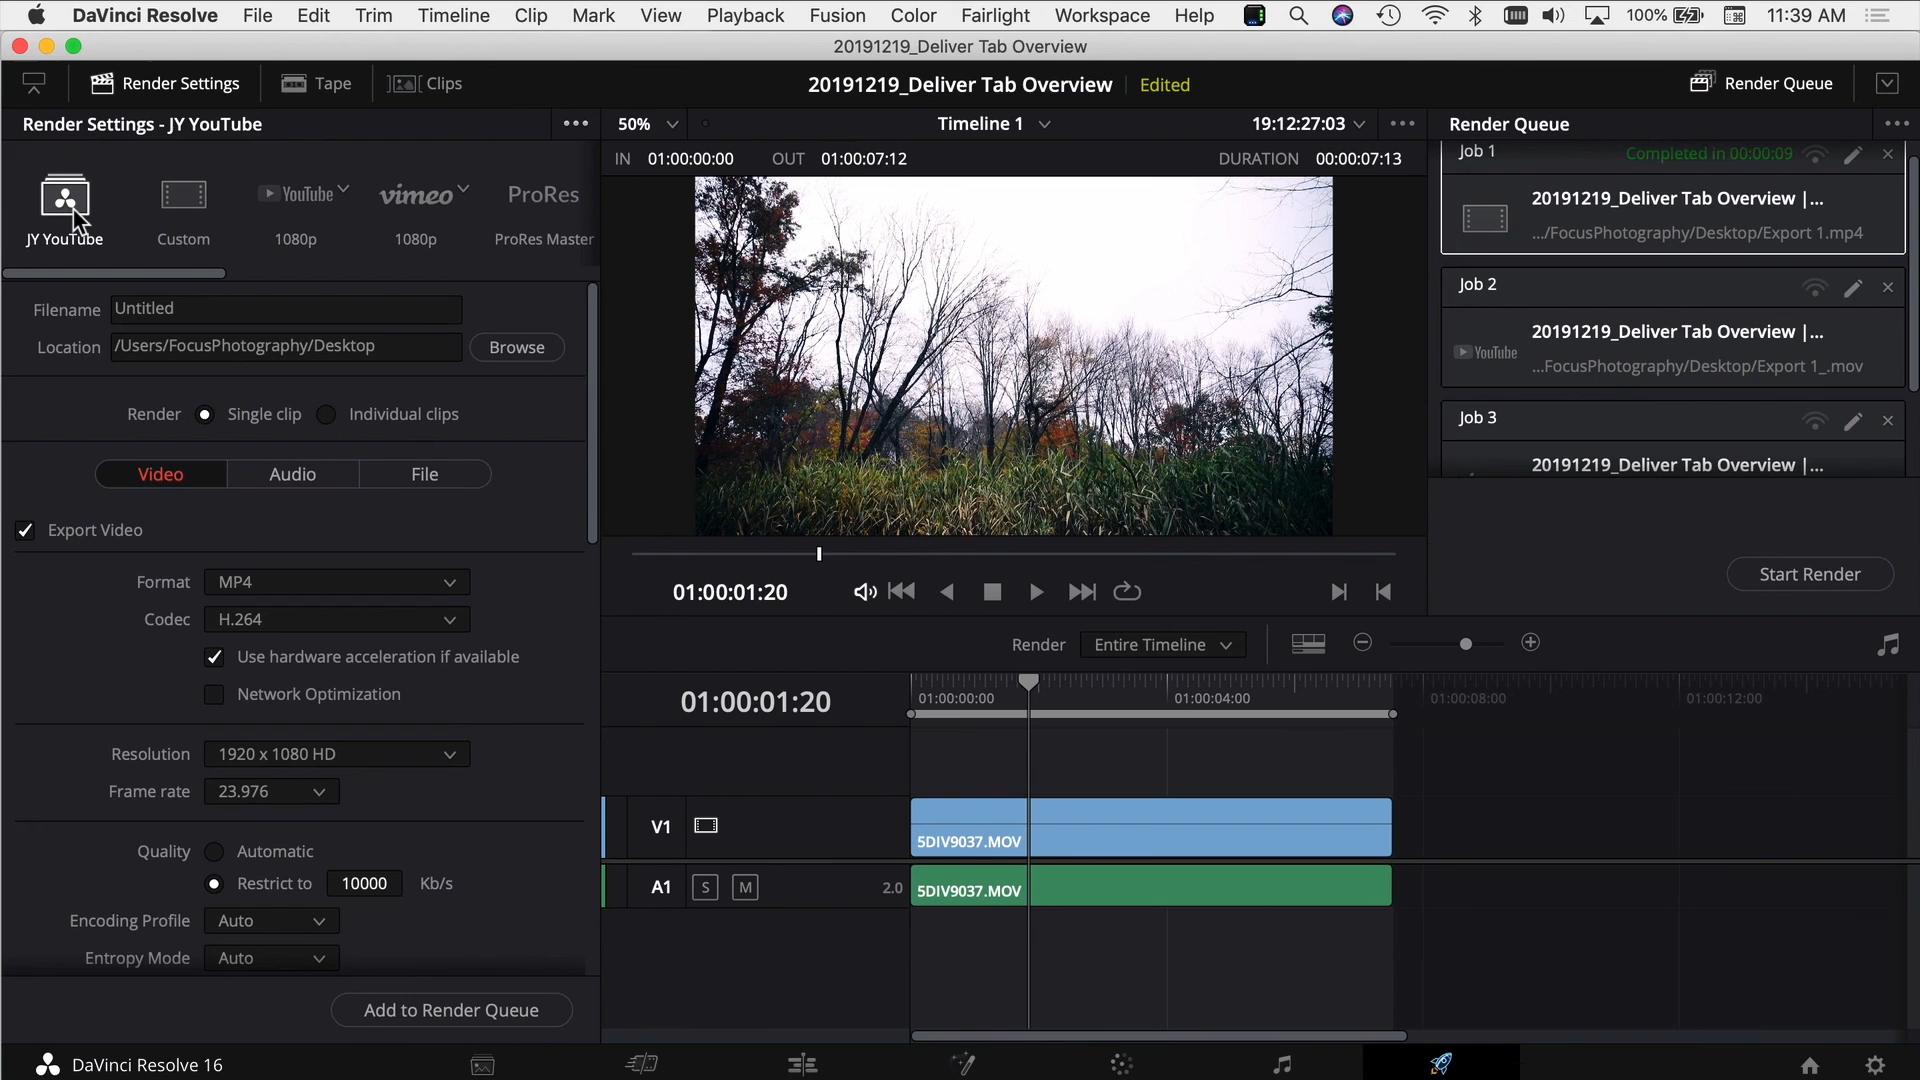 DaVinci Resolve File Edit Trim Timeline Clip Mark View Playback Fusion Color Fairlight Workspace Help 100% 11:39 AM
20191219_Deliver Tab Overview
Render Settings Tape Clips 20191219_Deliver Tab Overview Edited Render Queue
Render Settings - JY YouTube ••• 50% Timeline 1 19:12:27:03 ••• Render Queue •••
IN 01:00:00:00 OUT 01:00:07:12 DURATION 00:00:07:13
Job 1 Completed in 00:00:09
YouTube vimeo ProRes
JY YouTube Custom 1080p 1080p ProRes Master
20191219_Deliver Tab Overview |...
.../FocusPhotography/Desktop/Export 1.mp4
Job 2
20191219_Deliver Tab Overview |...
YouTube ...FocusPhotography/Desktop/Export 1_.mov
Job 3
20191219_Deliver Tab Overview |...
Start Render
Filename Untitled
Location /Users/FocusPhotography/Desktop Browse
Render Single clip Individual clips
Video Audio File
Export Video
Format MP4
Codec H.264
Use hardware acceleration if available
Network Optimization
Resolution 1920 x 1080 HD
Frame rate 23.976
Quality Automatic
Restrict to 10000 Kb/s
Encoding Profile Auto
Entropy Mode Auto
Add to Render Queue
01:00:01:20
Render Entire Timeline
01:00:01:20 01:00:00:00 01:00:04:00 01:00:08:00 01:00:12:00
V1 5DIV9037.MOV
A1 S M 2.0 5DIV9037.MOV
DaVinci Resolve 16